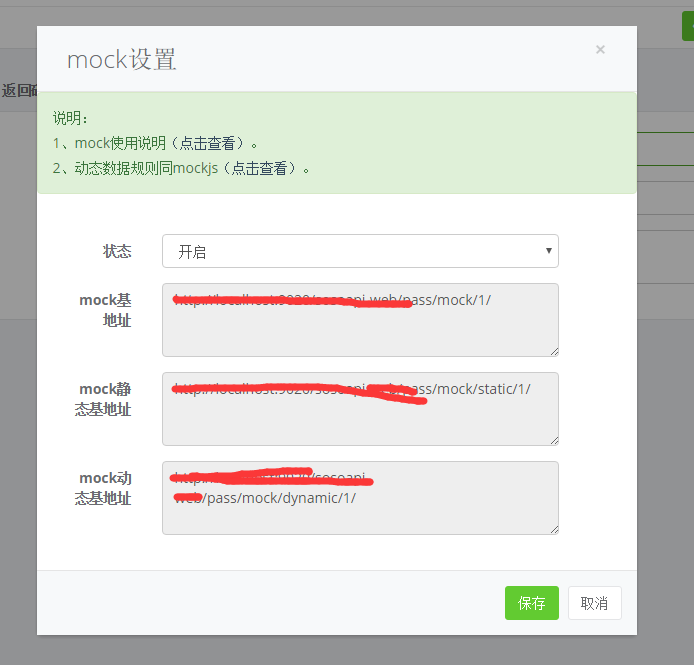 mock设置
×
返回
说明：
1、mock使用说明（点击查看）。
2、动态数据规则同mockjs（点击查看）。
状态
开启
mock基
地址
/pass/mock/1/
mock静
态基地址
/pass/mock/static/1/
mock动
态基地址
/pass/mock/dynamic/1/
保存
取消